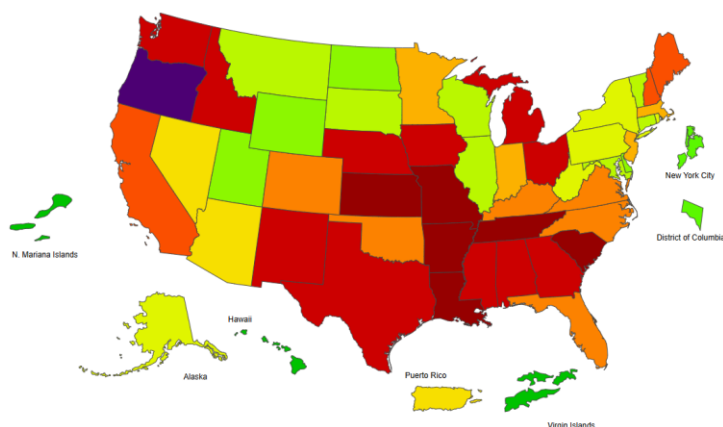 New York City
District of Columbia
N. Mariana Islands
Hawaii
Alaska
Puerto Rico
Virgin Islands